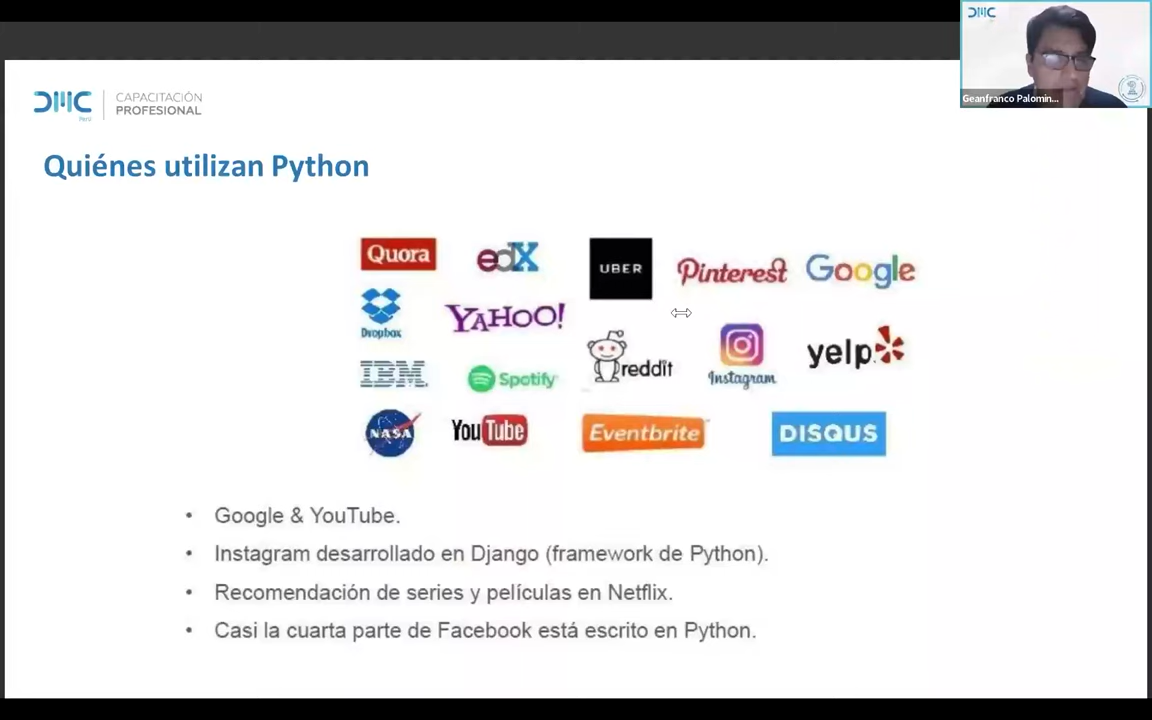 DMC
Geanfranco Palomin...
DMC
Perú
CAPACITACIÓN
PROFESIONAL
Quiénes utilizan Python
Quora
edX
UBER
Pinterest
Google
Dropbox
YAHOO!
reddit
Instagram
yelp
IBM
Spotify
NASA
YouTube
Eventbrite
DISQUS
• Google & YouTube.
• Instagram desarrollado en Django (framework de Python).
• Recomendación de series y películas en Netflix.
• Casi la cuarta parte de Facebook está escrito en Python.